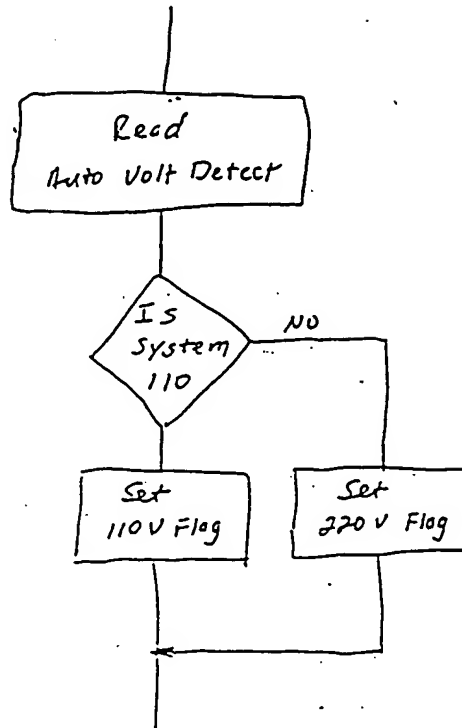 Read
Auto Volt Detect
Is
System
110
NO
Set
110V Flag
Set
220V Flag